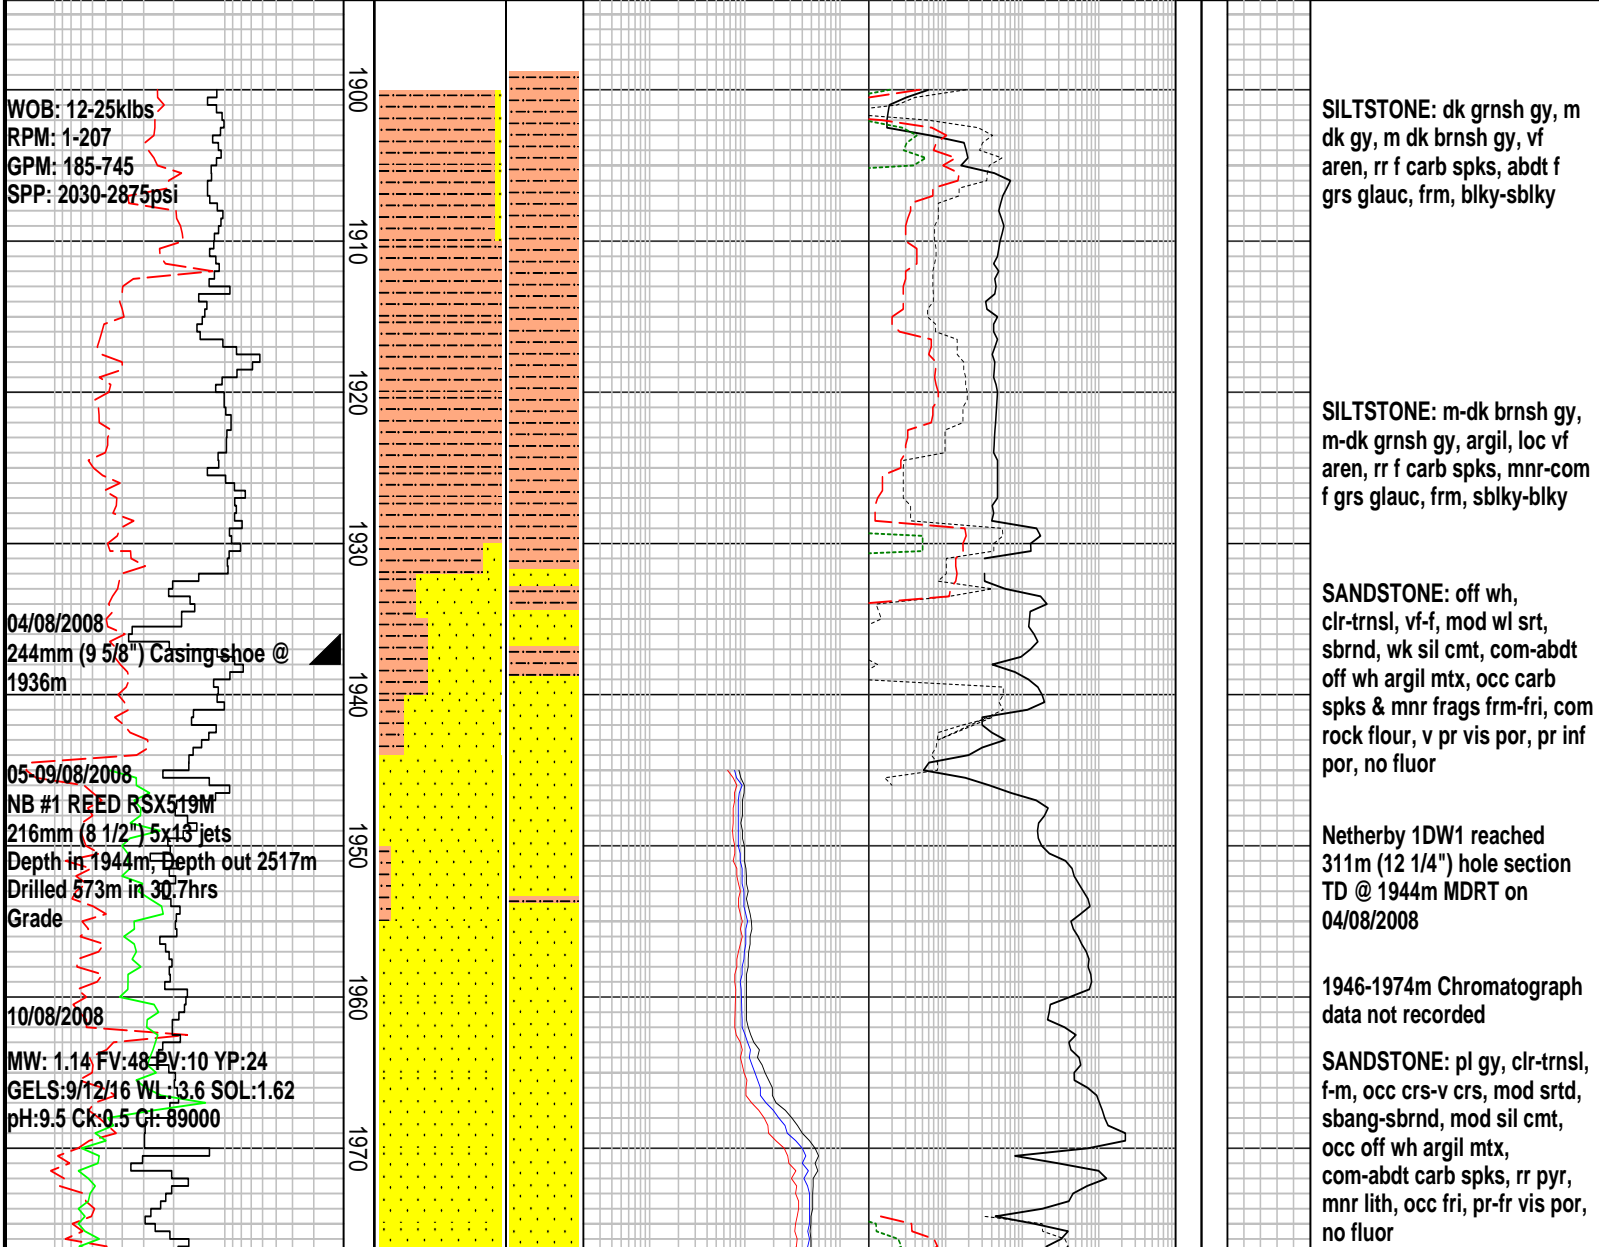 WOB: 12-25klbs
RPM: 1-207
GPM: 185-745
SPP: 2030-2875psi
04/08/2008
244mm (9 5/8") Casing shoe @
1936m
05-09/08/2008
NB #1 REED RSX519M
216mm (8 1/2") 5x13 jets
Depth in 1944m, Depth out 2517m
Drilled 573m in 30.7hrs
Grade
10/08/2008
MW: 1.14 FV:48 PV:10 YP:24
GELS:9/12/16 WL: 3.6 SOL:1.62
pH:9.5 Ck:0.5 Cl: 89000
1900
1910
1920
1930
1940
1950
1960
1970
SILTSTONE: dk grnsh gy, m
dk gy, m dk brnsh gy, vf
aren, rr f carb spks, abdt f
grs glauc, frm, blky-sblky
SILTSTONE: m-dk brnsh gy,
m-dk grnsh gy, argil, loc vf
aren, rr f carb spks, mnr-com
f grs glauc, frm, sblky-blky
SANDSTONE: off wh,
clr-trnsl, vf-f, mod wl srt,
sbrnd, wk sil cmt, com-abdt
off wh argil mtx, occ carb
spks & mnr frags frm-fri, com
rock flour, v pr vis por, pr inf
por, no fluor
Netherby 1DW1 reached
311m (12 1/4") hole section
TD @ 1944m MDRT on
04/08/2008
1946-1974m Chromatograph
data not recorded
SANDSTONE: pl gy, clr-trnsl,
f-m, occ crs-v crs, mod srtd,
sbang-sbrnd, mod sil cmt,
occ off wh argil mtx,
com-abdt carb spks, rr pyr,
mnr lith, occ fri, pr-fr vis por,
no fluor